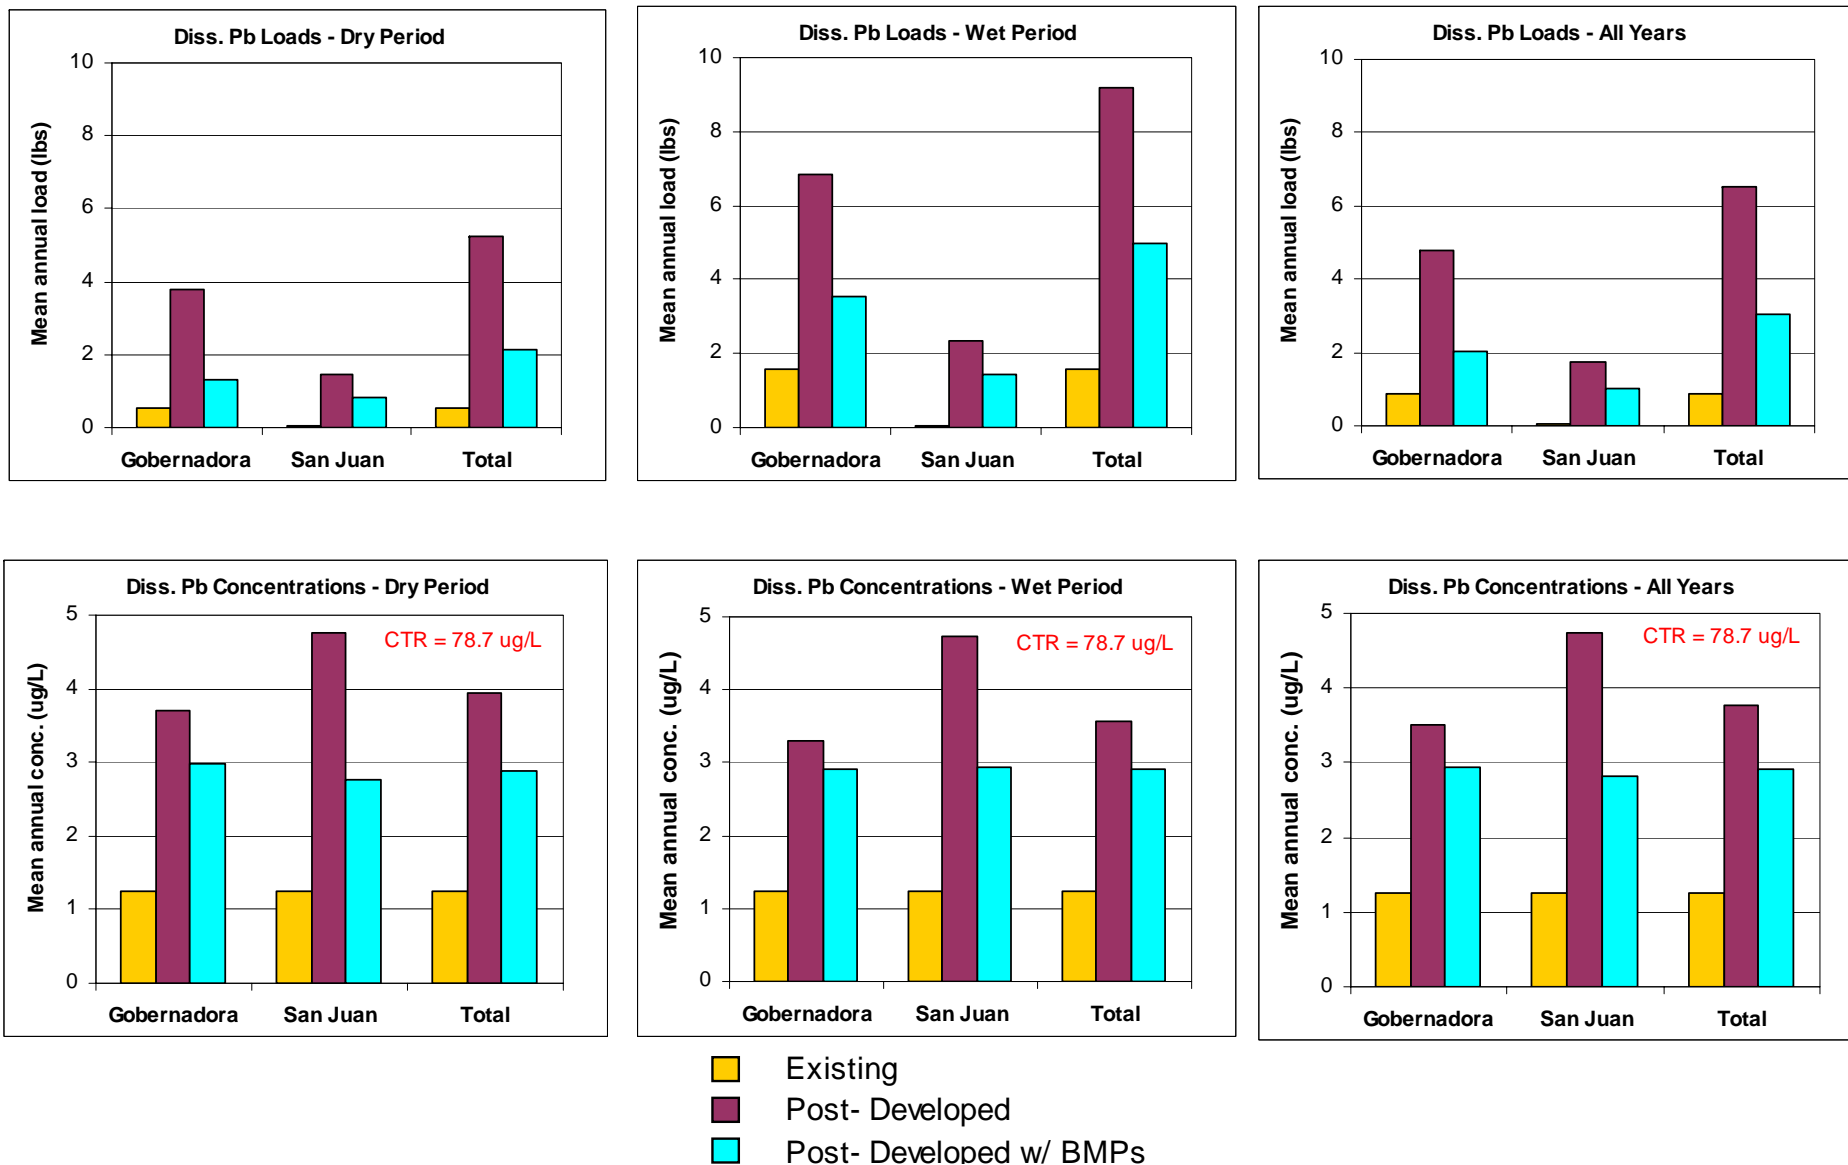 Diss. Pb Loads - Dry Period
Mean annual load (lbs)
10
8
6
4
2
0
Gobernadora San Juan Total
Diss. Pb Loads - Wet Period
Mean annual load (lbs)
10
8
6
4
2
0
Gobernadora San Juan Total
Diss. Pb Loads - All Years
Mean annual load (lbs)
10
8
6
4
2
0
Gobernadora San Juan Total
Diss. Pb Concentrations - Dry Period
CTR = 78.7 ug/L
Mean annual conc. (ug/L)
5
4
3
2
1
0
Gobernadora San Juan Total
Diss. Pb Concentrations - Wet Period
CTR = 78.7 ug/L
Mean annual conc. (ug/L)
5
4
3
2
1
0
Gobernadora San Juan Total
Diss. Pb Concentrations - All Years
CTR = 78.7 ug/L
Mean annual conc. (ug/L)
5
4
3
2
1
0
Gobernadora San Juan Total
Existing
Post- Developed
Post- Developed w/ BMPs